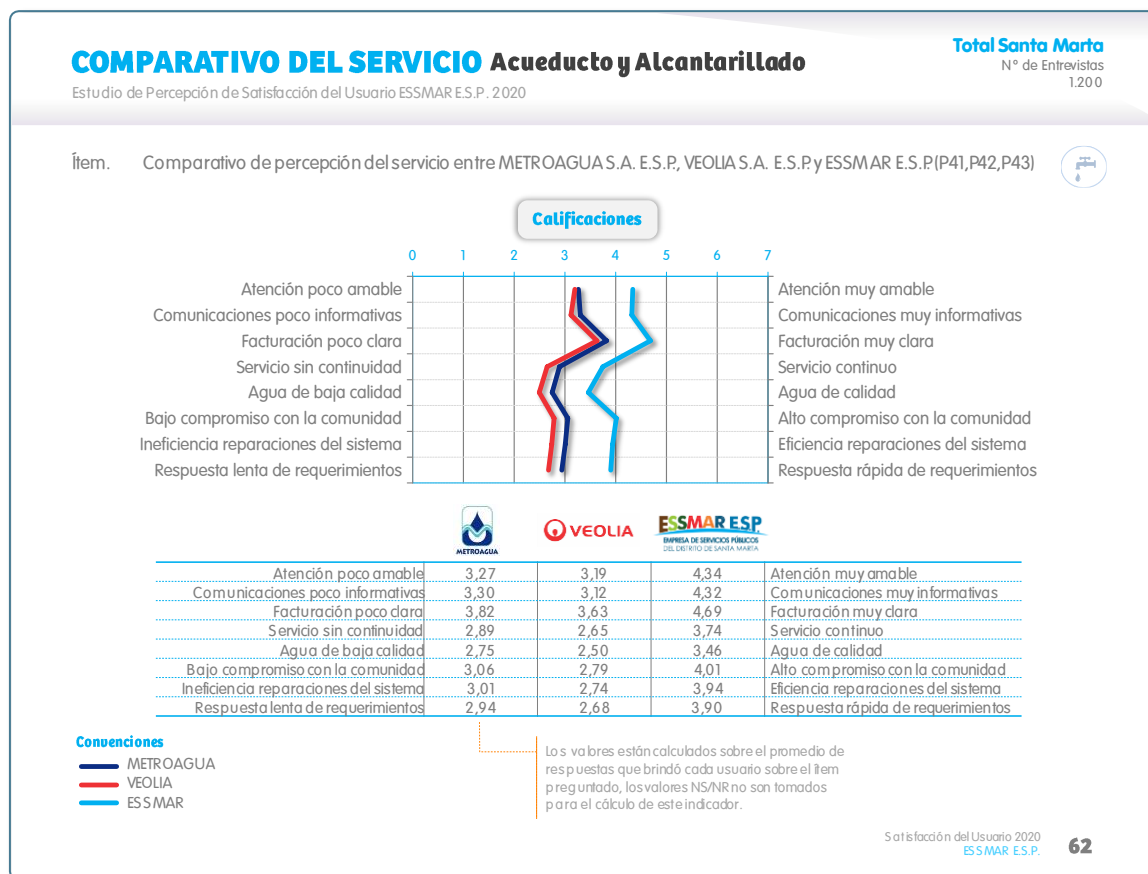 COMPARATIVO DEL SERVICIO Acueducto y Alcantarillado
Estudio de Percepción de Satisfacción del Usuario ESSMAR E.S.P. 2020
Total Santa Marta
N° de Entrevistas
1.200
Ítem. Comparativo de percepción del servicio entre METROAGUA S.A. E.S.P., VEOLIA S.A. E.S.P. y ESSMAR E.S.P. (P41,P42,P43)
Calificaciones
0 1 2 3 4 5 6 7
Atención poco amable Atención muy amable
Comunicaciones poco informativas Comunicaciones muy informativas
Facturación poco clara Facturación muy clara
Servicio sin continuidad Servicio continuo
Agua de baja calidad Agua de calidad
Bajo compromiso con la comunidad Alto compromiso con la comunidad
Ineficiencia reparaciones del sistema Eficiencia reparaciones del sistema
Respuesta lenta de requerimientos Respuesta rápida de requerimientos
METROAGUA
VEOLIA
ESSMAR E.S.P.
EMPRESA DE SERVICIOS PÚBLICOS
DEL DISTRITO DE SANTA MARTA
Atención poco amable 3,27 3,19 4,34 Atención muy amable
Comunicaciones poco informativas 3,30 3,12 4,32 Comunicaciones muy informativas
Facturación poco clara 3,82 3,63 4,69 Facturación muy clara
Servicio sin continuidad 2,89 2,65 3,74 Servicio continuo
Agua de baja calidad 2,75 2,50 3,46 Agua de calidad
Bajo compromiso con la comunidad 3,06 2,79 4,01 Alto compromiso con la comunidad
Ineficiencia reparaciones del sistema 3,01 2,74 3,94 Eficiencia reparaciones del sistema
Respuesta lenta de requerimientos 2,94 2,68 3,90 Respuesta rápida de requerimientos
Convenciones
METROAGUA
VEOLIA
ESSMAR
Los valores están calculados sobre el promedio de
respuestas que brindó cada usuario sobre el ítem
preguntado, los valores NS/NR no son tomados
para el cálculo de este indicador.
Satisfacción del Usuario 2020
ESSMAR E.S.P.
62